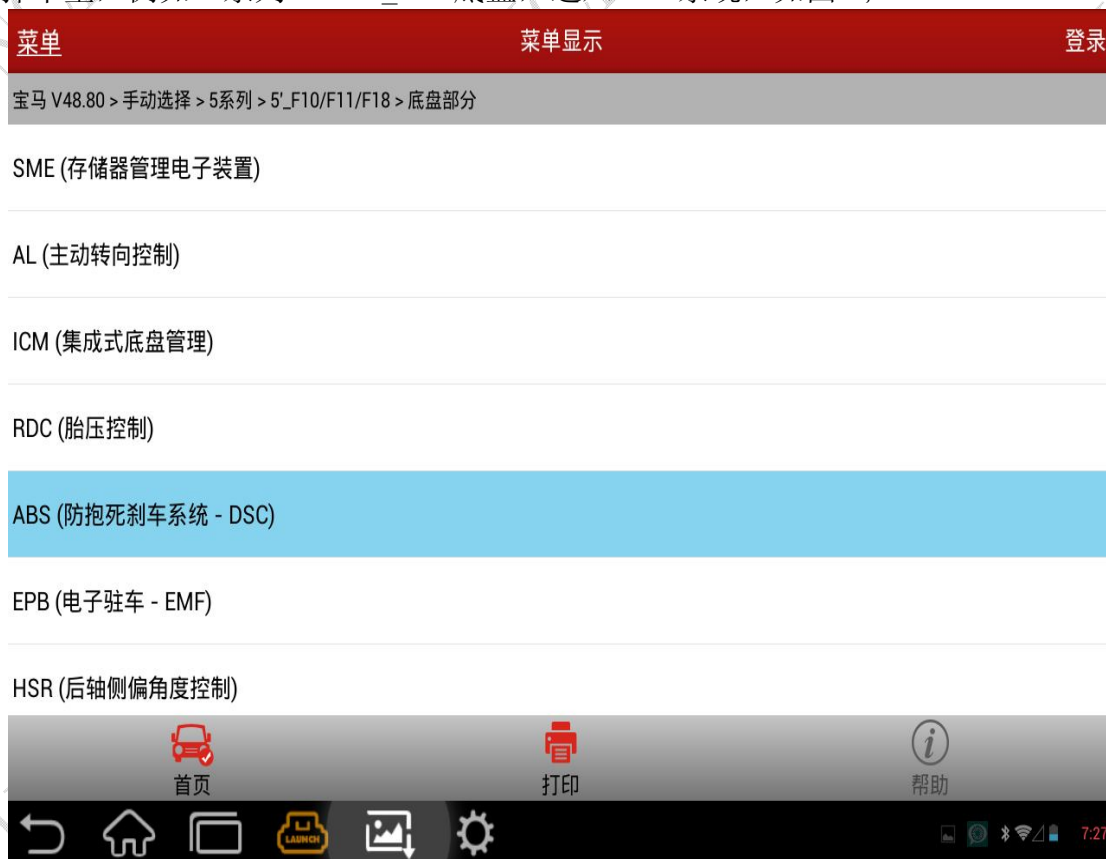 菜单 菜单显示 登录
宝马 V48.80 > 手动选择 > 5系列 > 5'_F10/F11/F18 > 底盘部分
SME (存储器管理电子装置)
AL (主动转向控制)
ICM (集成式底盘管理)
RDC (胎压控制)
ABS (防抱死刹车系统 - DSC)
EPB (电子驻车 - EMF)
HSR (后轴侧偏角度控制)
首页 打印 帮助
LAUNCH 7:27